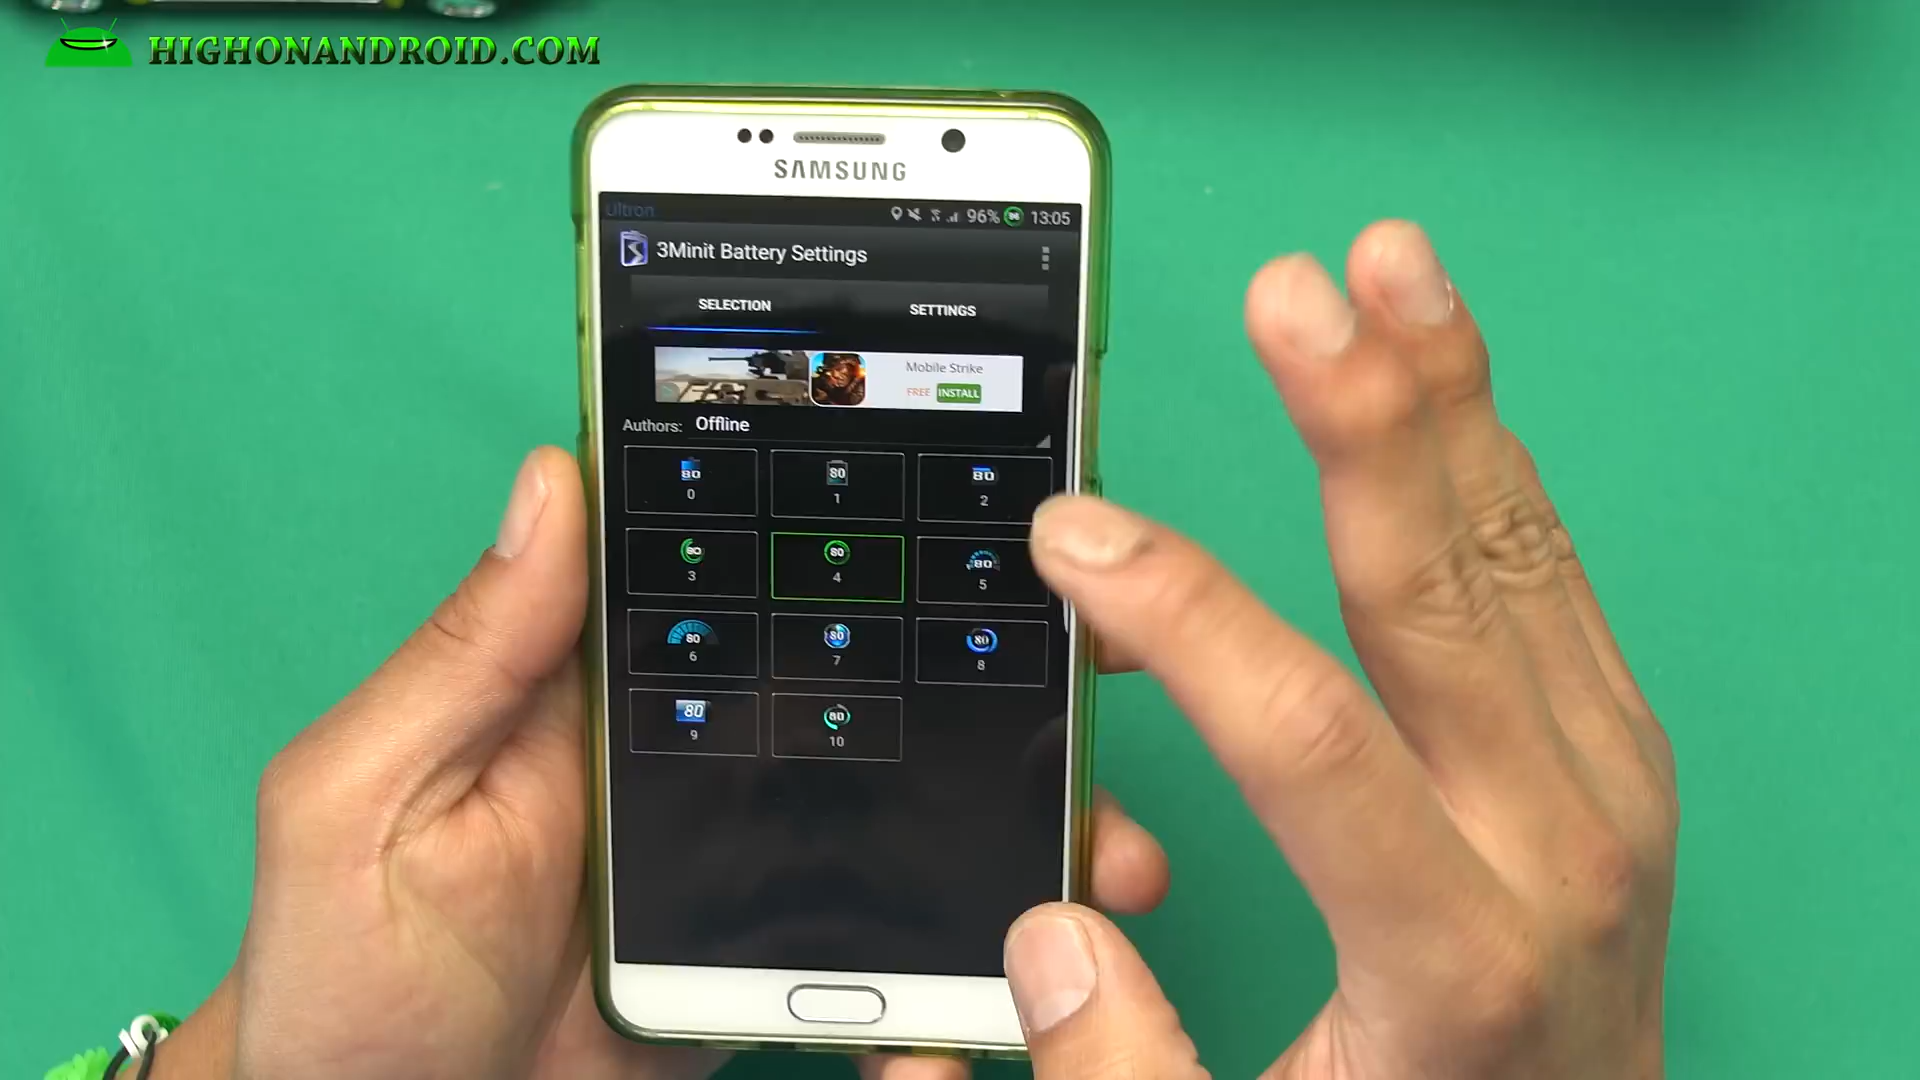 HIGHONANDROID.COM
SAMSUNG
Ultron 96% 13:05
3Minit Battery Settings
SELECTION SETTINGS
Mobile Strike
FREE INSTALL
Authors: Offline
80 80 80
0 1 2
80 80 80
3 4 5
80 80 80
6 7 8
80 80
9 10